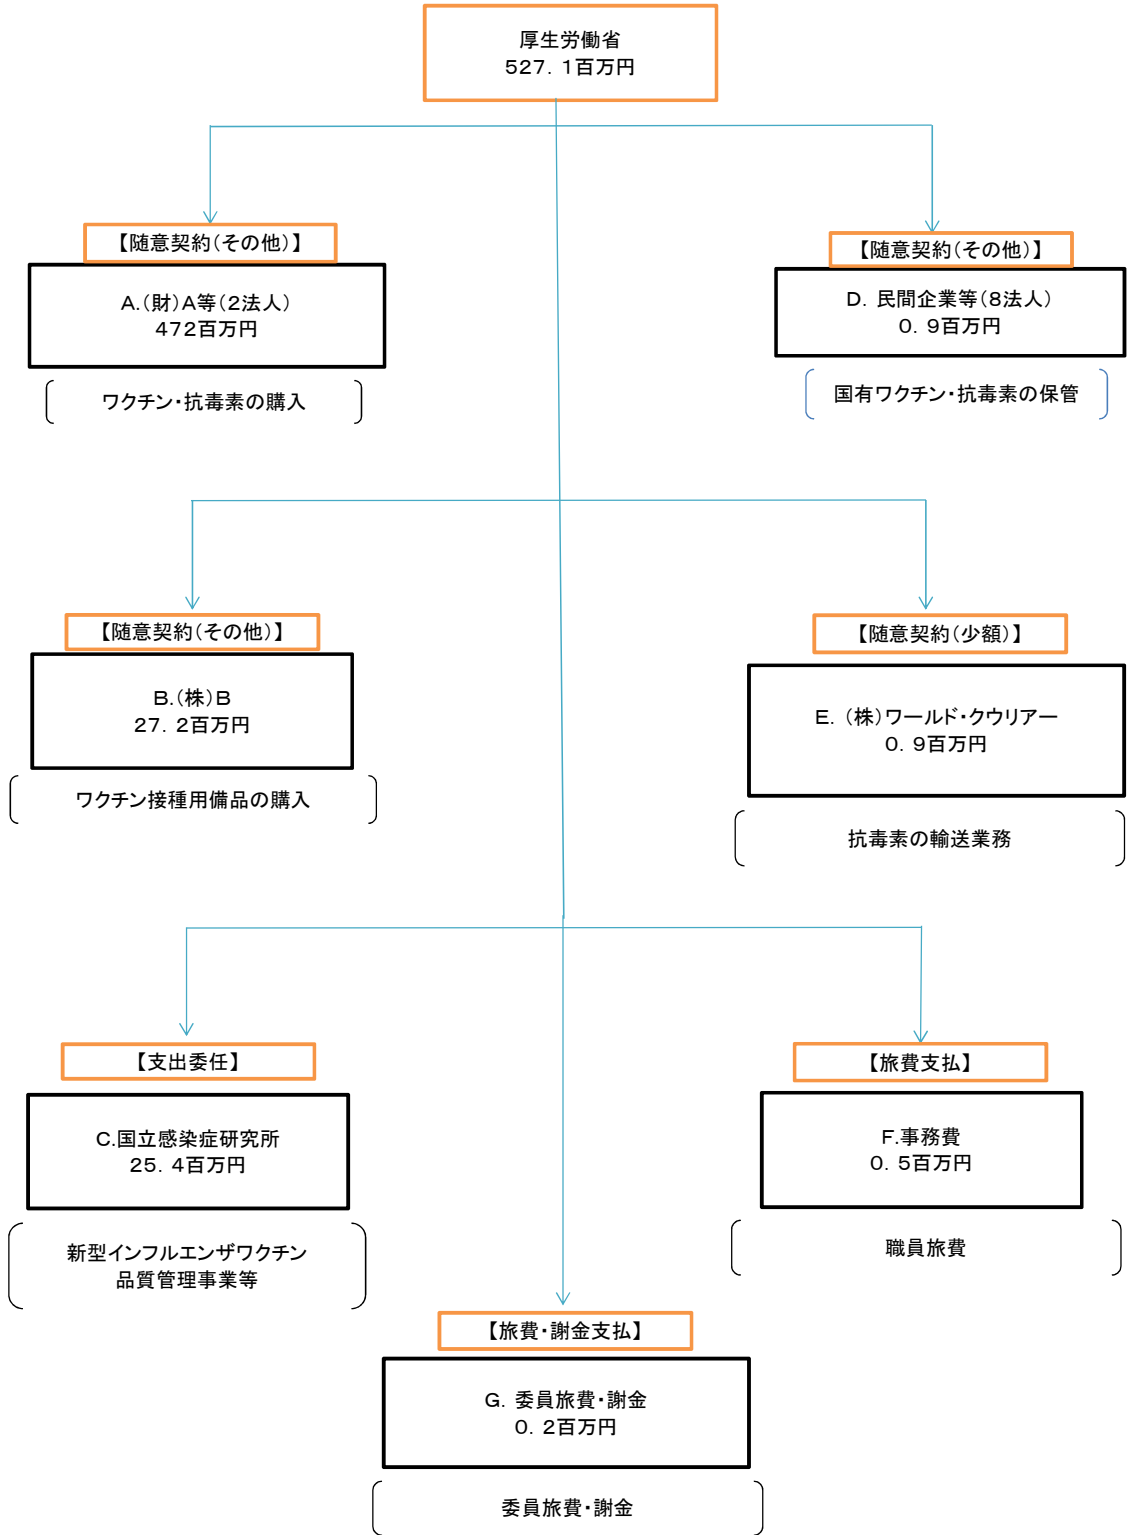 厚生労働省
527．1百万円
【随意契約（その他）】
A.（財）A等（2法人）
472百万円
ワクチン・抗毒素の購入
【随意契約（その他）】
D．民間企業等（8法人）
0．9百万円
国有ワクチン・抗毒素の保管
【随意契約（その他）】
B.（株）B
27．2百万円
ワクチン接種用備品の購入
【随意契約（少額）】
E．（株）ワールド・クウリアー
0．9百万円
抗毒素の輸送業務
【支出委任】
C.国立感染症研究所
25．4百万円
新型インフルエンザワクチン
品質管理事業等
【旅費支払】
F.事務費
0．5百万円
職員旅費
【旅費・謝金支払】
G．委員旅費・謝金
0．2百万円
委員旅費・謝金